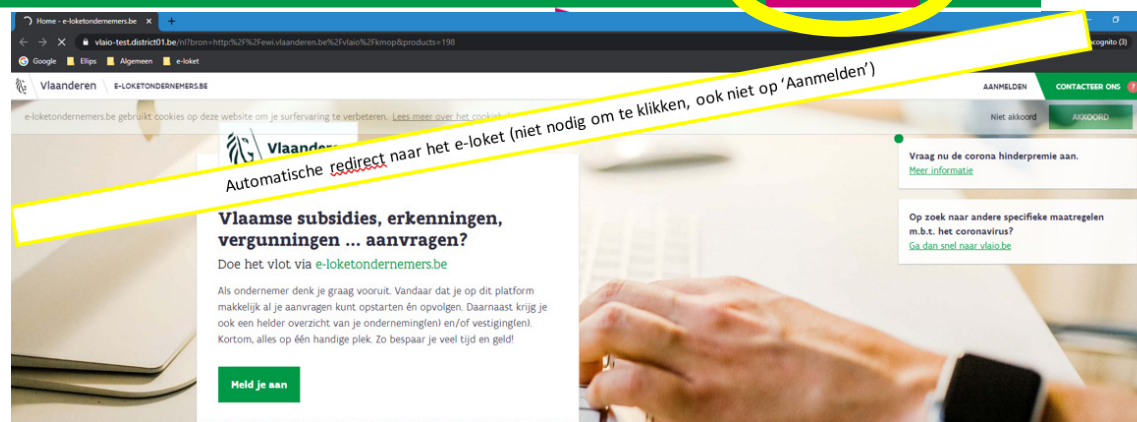 Home - e-loketondernemers.be
vlaio-test.district01.be/nl?bron=http:%2F%2Fewi.vlaanderen.be%2Fvlaio%2Fkmop&products=198
cognito (3)
Google Ellips Algemeen e-loket
Vlaanderen E-LOKETONDERNEMERS.BE
AANMELDEN CONTACTEER ONS ?
e-loketondernemers.be gebruikt cookies op deze website om je surfervaring te verbeteren. Lees meer over het
Niet akkoord AKKOORD
Automatische redirect naar het e-loket (niet nodig om te klikken, ook niet op ‘Aanmelden’)
Vlaamse subsidies, erkenningen,
vergunningen ... aanvragen?
Doe het vlot via e-loketondernemers.be
Als ondernemer denk je graag vooruit. Vandaar dat je op dit platform
makkelijk al je aanvragen kunt opstarten én opvolgen. Daarnaast krijg je
ook een helder overzicht van je onderneming(en) en/of vestiging(en).
Kortom, alles op één handige plek. Zo bespaar je veel tijd en geld!
Meld je aan
Vraag nu de corona hinderpremie aan.
Meer informatie
Op zoek naar andere specifieke maatregelen
m.b.t. het coronavirus?
Ga dan snel naar vlaio.be